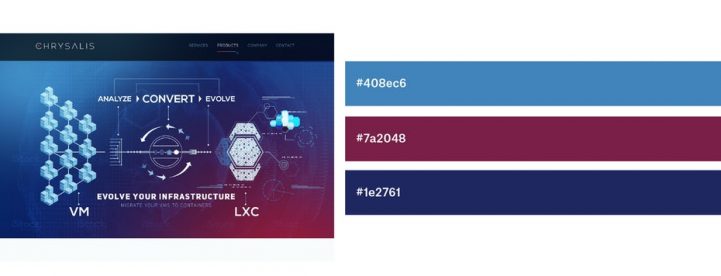 CHRYSALIS
SERVICES PRODUCTS COMPANY CONTACT
ANALYZE CONVERT EVOLVE
EVOLVE YOUR INFRASTRUCTURE
MIGRATE YOUR VMS TO CONTAINERS
VM LXC
#408ec6
#7a2048
#1e2761